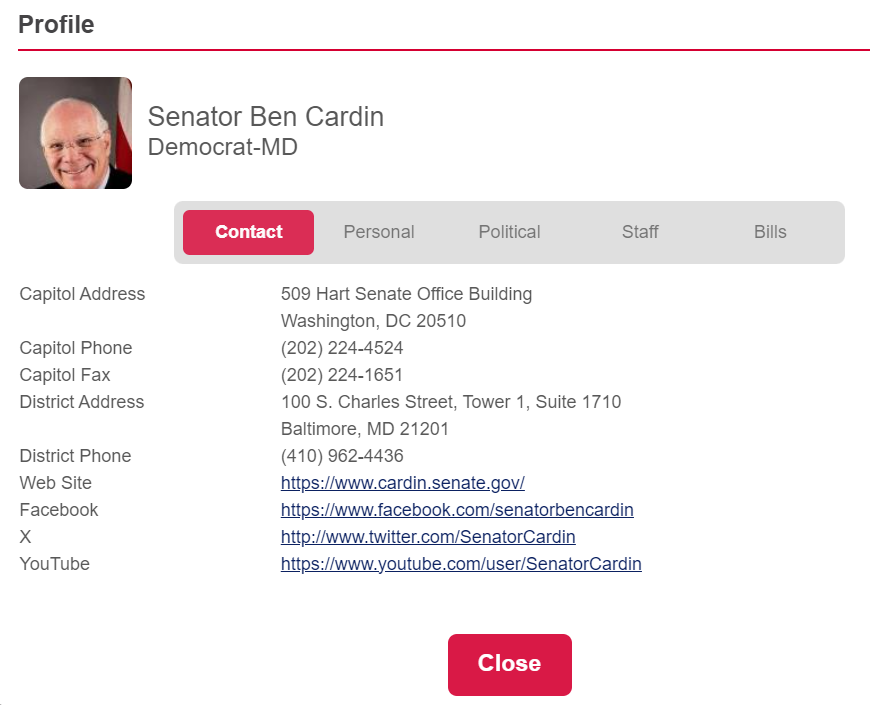 Profile
Senator Ben Cardin
Democrat-MD
Contact Personal Political Staff Bills
Capitol Address 509 Hart Senate Office Building
Washington, DC 20510
Capitol Phone (202) 224-4524
Capitol Fax (202) 224-1651
District Address 100 S. Charles Street, Tower 1, Suite 1710
Baltimore, MD 21201
District Phone (410) 962-4436
Web Site https://www.cardin.senate.gov/
Facebook https://www.facebook.com/senatorbencardin
X http://www.twitter.com/SenatorCardin
YouTube https://www.youtube.com/user/SenatorCardin
Close